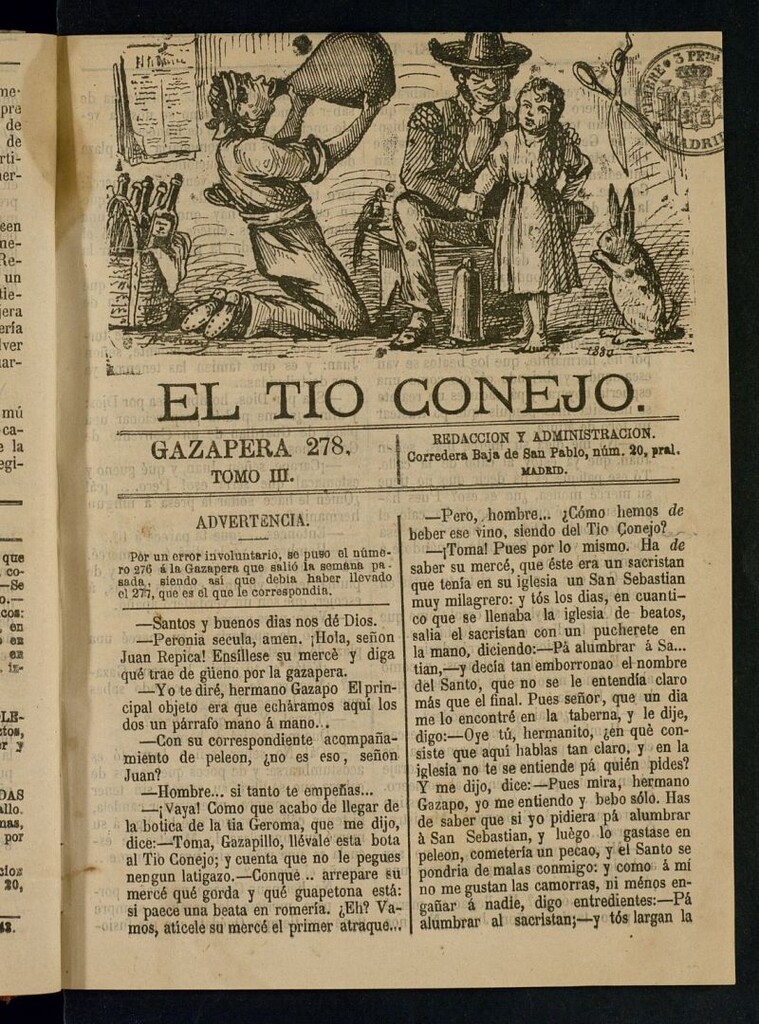 EL TIO CONEJO.
GAZAPERA 278.
TOMO III.
REDACCION Y ADMINISTRACION.
Corredera Baja de San Pablo, núm. 20, pral.
MADRID.
ADVERTENCIA.
Por un error involuntario, se puso el núme-
ro 276 á la Gazapera que salió la semana pa-
sada, siendo así que debia haber llevado
el 277, que es el que le correspondia.
—Santos y buenos dias nos dé Dios.
—Peronia secula, amen. ¡Hola, señon
Juan Repica! Ensíllese su mercè y diga
qué trae de güeno por la gazapera.
—Yo te diré, hermano Gazapo El prin-
cipal objeto era que echáramos aquí los
dos un párrafo mano á mano...
—Con su correspondiente acompaña-
miento de peleon, ¿no es eso, señon
Juan?
—Hombre... si tanto te empeñas...
—¡Vaya! Como que acabo de llegar de
la botica de la tia Geroma, que me dijo,
dice:—Toma, Gazapillo, llévale esta bota
al Tio Conejo; y cuenta que no le pegues
nengun latigazo.—Conque .. arrepare su
mercé qué gorda y qué guapetona está:
si paece una beata en romería. ¿Eh? Va-
mos, atícele su mercé el primer atraque...
—Pero, hombre... ¿Cómo hemos de
beber ese vino, siendo del Tio Conejo?
—¡Toma! Pues por lo mismo. Ha de
saber su mercé, que éste era un sacristan
que tenía en su iglesia un San Sebastian
muy milagrero: y tós los dias, en cuanti-
co que se llenaba la iglesia de beatos,
salia el sacristan con un pucherete en
la mano, diciendo:—Pá alumbrar á Sa...
tian,—y decía tan emborronao el nombre
del Santo, que no se le entendía claro
más que el final. Pues señor, que un dia
me lo encontré en la taberna, y le dije,
digo:—Oye tú, hermanito, ¿en qué con-
siste que aquí hablas tan claro, y en la
iglesia no te se entiende pá quién pides?
Y me dijo, dice:—Pues mira, hermano
Gazapo, yo me entiendo y bebo sólo. Has
de saber que si yo pidiera pá alumbrar
á San Sebastian, y luégo lo gastase en
peleon, cometería un pecao, y el Santo se
pondria de malas conmigo: y como á mí
no me gustan las camorras, ni ménos en-
gañar á nadie, digo entredientes:—Pá
alumbrar al sacristan;—y tós largan la